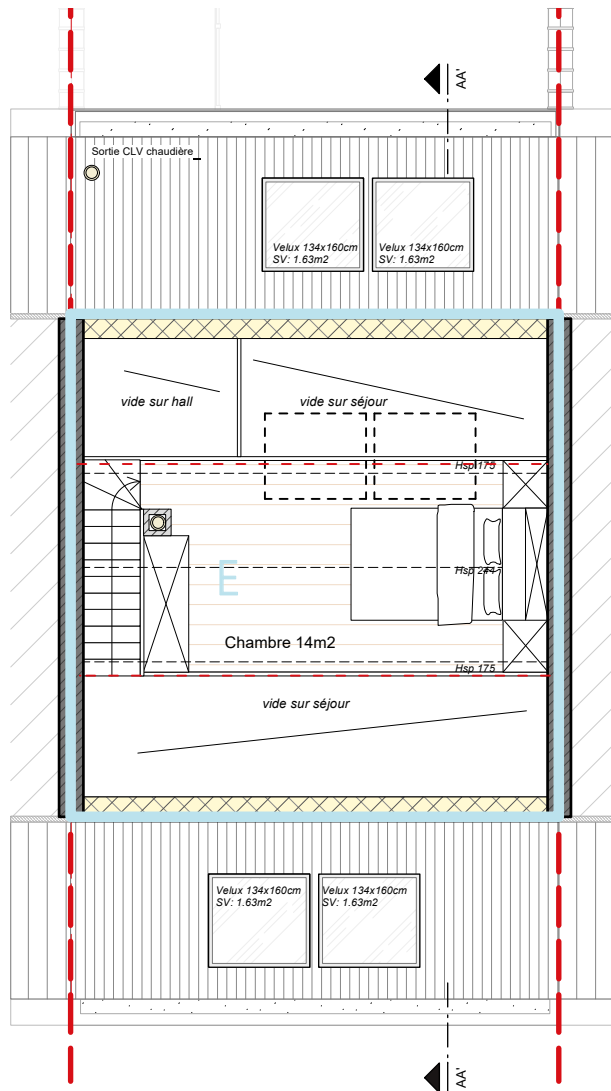 AA'
Sortie CLV chaudière
Velux 134x160cm
SV: 1.63m2
Velux 134x160cm
SV: 1.63m2
vide sur hall
vide sur séjour
Hsp 175
Hsp 244
E
Chambre 14m2
Hsp 175
vide sur séjour
Velux 134x160cm
SV: 1.63m2
Velux 134x160cm
SV: 1.63m2
AA'